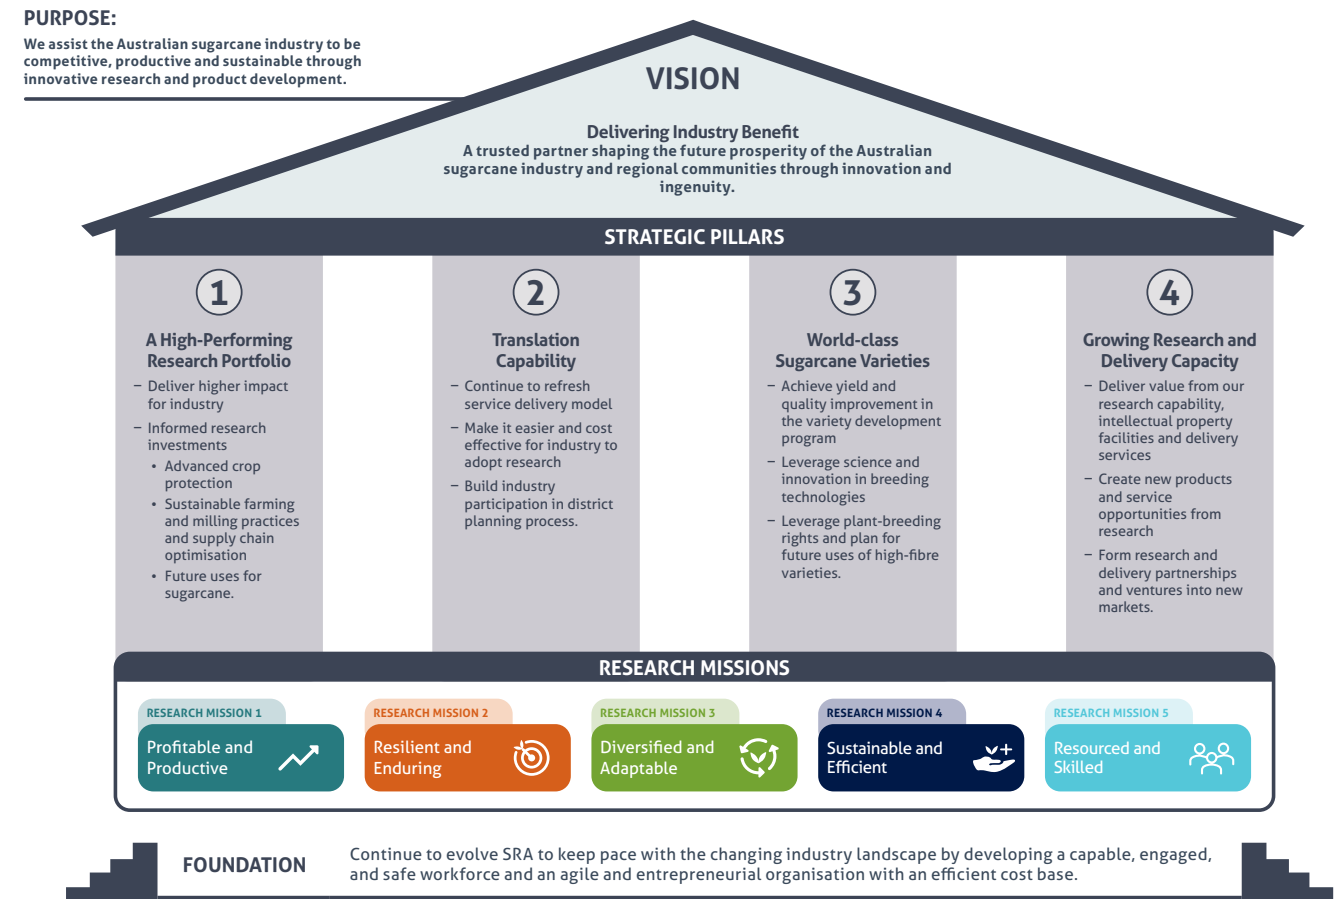 PURPOSE:
We assist the Australian sugarcane industry to be
competitive, productive and sustainable through
innovative research and product development.
VISION
Delivering Industry Benefit
A trusted partner shaping the future prosperity of the Australian
sugarcane industry and regional communities through innovation and
ingenuity.
STRATEGIC PILLARS
1
A High-Performing
Research Portfolio
– Deliver higher impact
for industry
– Informed research
investments
• Advanced crop
protection
• Sustainable farming
and milling practices
and supply chain
optimisation
• Future uses for
sugarcane.
2
Translation
Capability
– Continue to refresh
service delivery model
– Make it easier and cost
effective for industry to
adopt research
– Build industry
participation in district
planning process.
3
World-class
Sugarcane Varieties
– Achieve yield and
quality improvement in
the variety development
program
– Leverage science and
innovation in breeding
technologies
– Leverage plant-breeding
rights and plan for
future uses of high-fibre
varieties.
4
Growing Research and
Delivery Capacity
– Deliver value from our
research capability,
intellectual property
facilities and delivery
services
– Create new products
and service
opportunities from
research
– Form research and
delivery partnerships
and ventures into new
markets.
RESEARCH MISSIONS
RESEARCH MISSION 1
Profitable and
Productive
RESEARCH MISSION 2
Resilient and
Enduring
RESEARCH MISSION 3
Diversified and
Adaptable
RESEARCH MISSION 4
Sustainable and
Efficient
RESEARCH MISSION 5
Resourced and
Skilled
FOUNDATION
Continue to evolve SRA to keep pace with the changing industry landscape by developing a capable, engaged,
and safe workforce and an agile and entrepreneurial organisation with an efficient cost base.